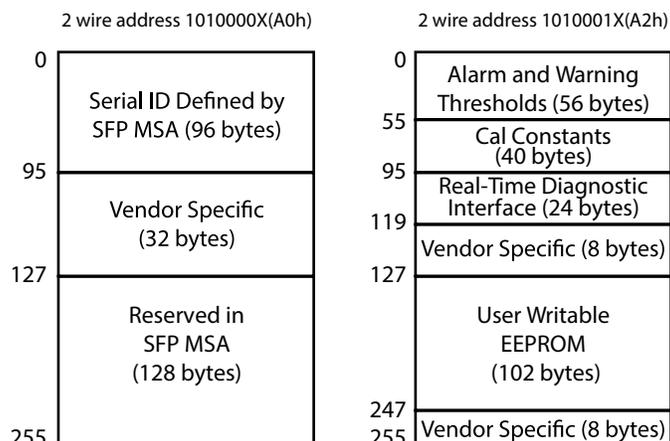 2 wire address 1010000X(A0h)
0
Serial ID Defined by
SFP MSA (96 bytes)
95
Vendor Specific
(32 bytes)
127
Reserved in
SFP MSA
(128 bytes)
255
2 wire address 1010001X(A2h)
0
Alarm and Warning
Thresholds (56 bytes)
55
Cal Constants
(40 bytes)
95
Real-Time Diagnostic
Interface (24 bytes)
119
Vendor Specific (8 bytes)
127
User Writable
EEPROM
(102 bytes)
247
Vendor Specific (8 bytes)
255